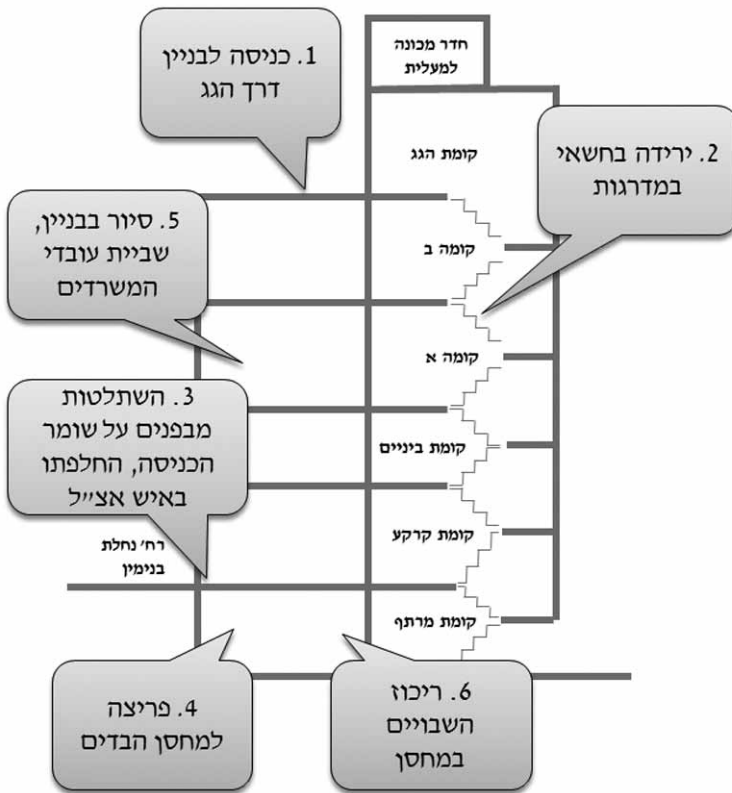 1. כניסה לבניין
דרך הגג
חדר מכונה
למעלית
קומת הגג
2. ירידה בחשאי
במדרגות
5. סיור בבניין,
שביית עובדי
המשרדים
קומה ב
קומה א
3. השתלטות
מבפנים על שומר
הכניסה, החלפתו
באיש אצ״ל
קומת ביניים
קומת קרקע
רח׳ נחלת
בנימין
קומת מרתף
4. פריצה
למחסן הבדים
6. ריכוז
השבויים
במחסן